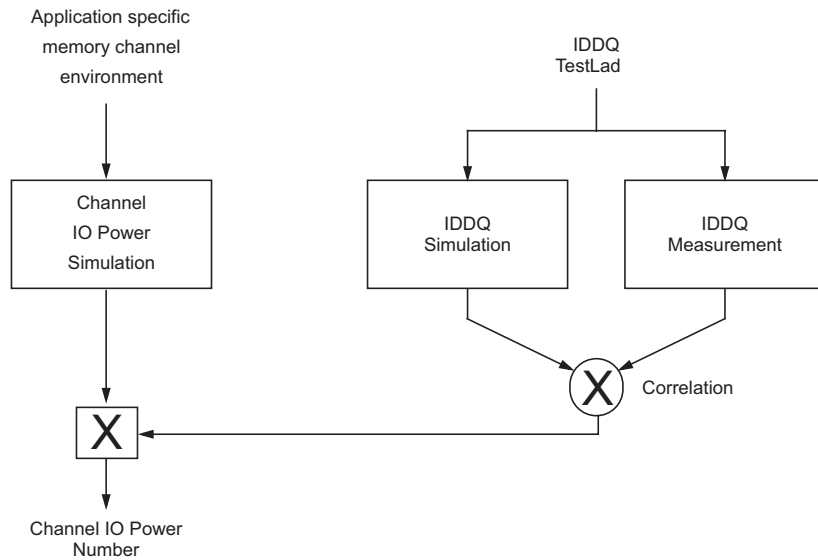 Application specific
memory channel
environment
IDDQ
TestLad
Channel
IO Power
Simulation
IDDQ
Simulation
IDDQ
Measurement
X
Correlation
X
Channel IO Power
Number